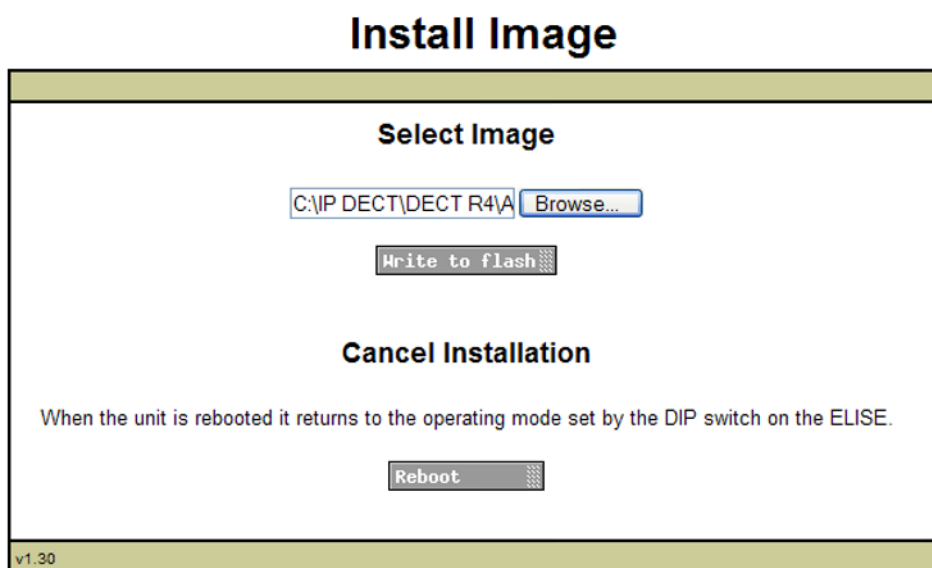 Install Image
Select Image
C:\IP DECT\DECT R4\A
Browse...
Write to flash
Cancel Installation
When the unit is rebooted it returns to the operating mode set by the DIP switch on the ELISE.
Reboot
v1.30